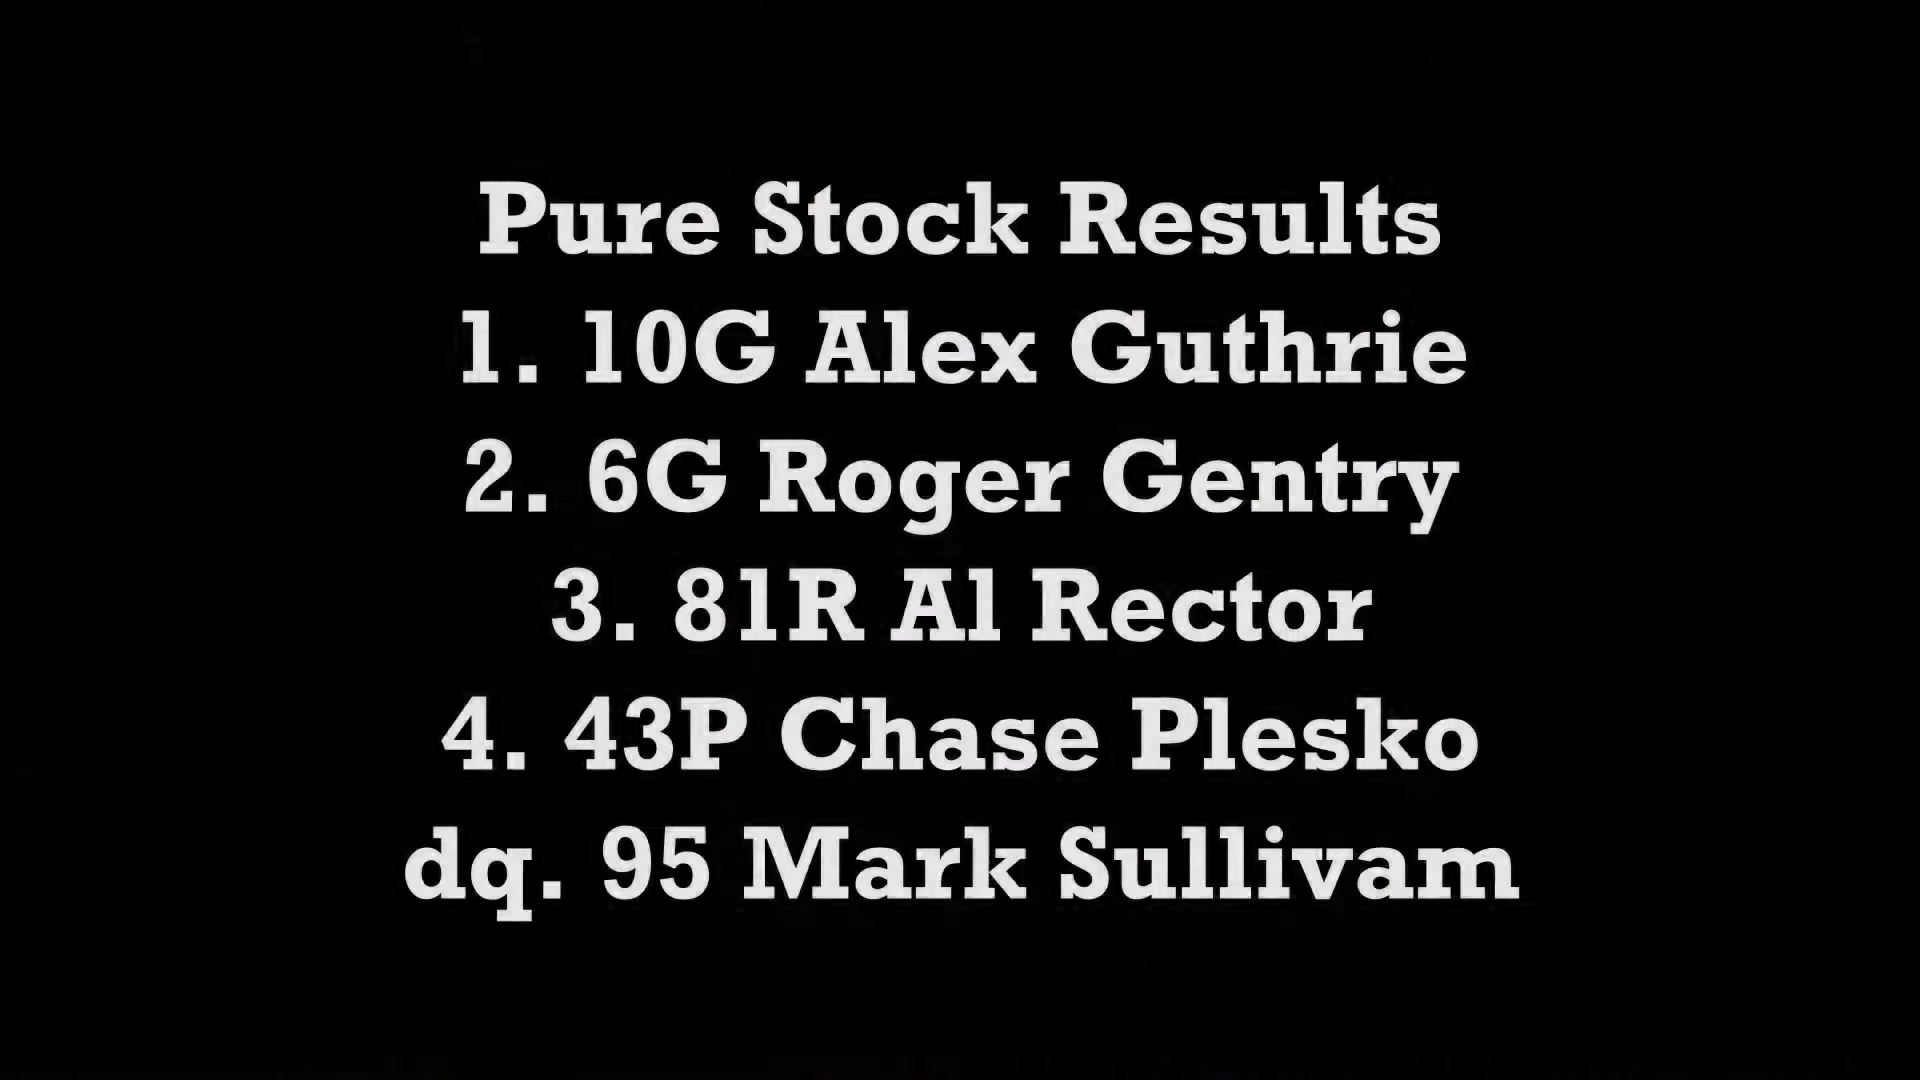 Pure Stock Results
1. 10G Alex Guthrie
2. 6G Roger Gentry
3. 81R Al Rector
4. 43P Chase Plesko
dq. 95 Mark Sullivam